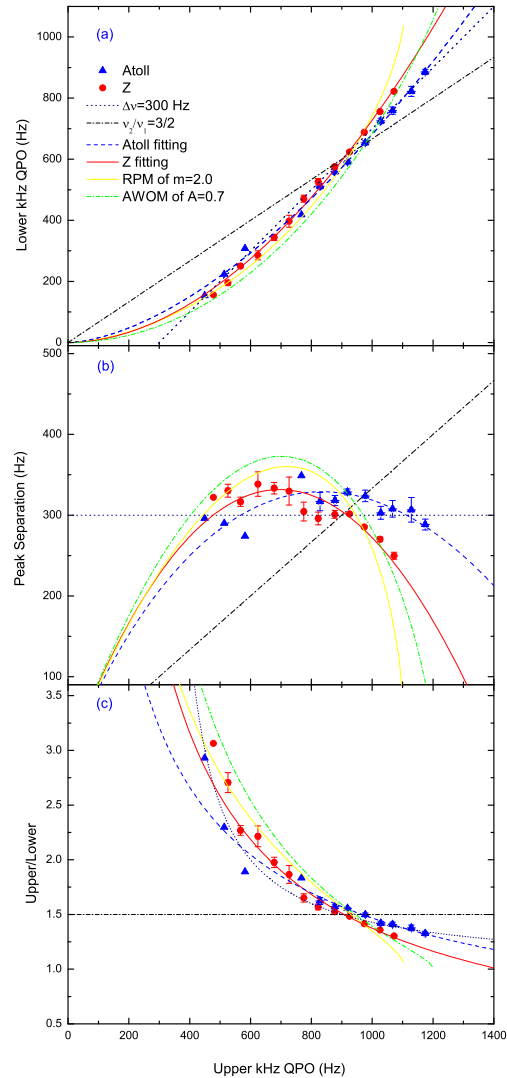 (a)
1000
800
600
400
200
0
Lower kHz QPO (Hz)
Atoll
Z
Δν=300 Hz
ν₂/ν₁=3/2
Atoll fitting
Z fitting
RPM of m=2.0
AWOM of A=0.7
(b)
500
400
300
200
100
Peak Separation (Hz)
(c)
3.5
3.0
2.5
2.0
1.5
1.0
0.5
Upper/Lower
0 200 400 600 800 1000 1200 1400
Upper kHz QPO (Hz)